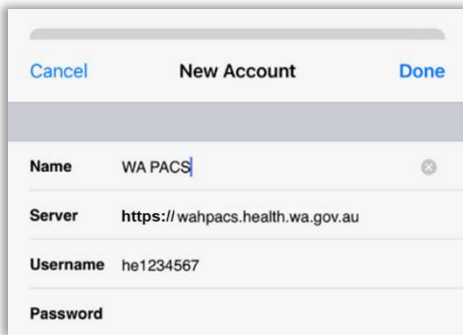 Cancel New Account Done
Name WA PACS
Server https://wahpacs.health.wa.gov.au
Username he1234567
Password